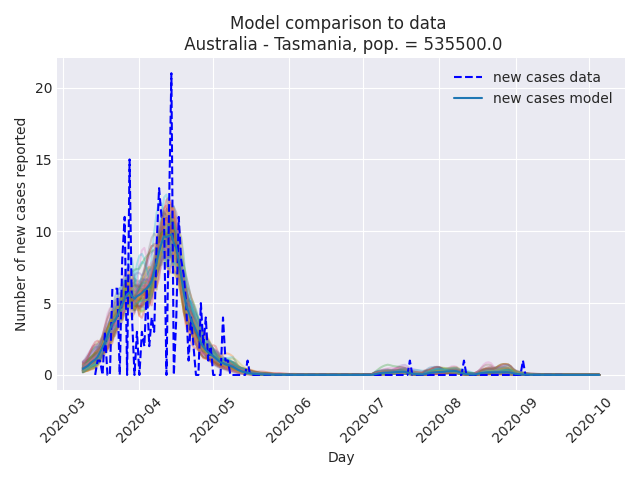 Model comparison to data
Australia - Tasmania, pop. = 535500.0
new cases data
new cases model
Number of new cases reported
20
15
10
5
0
2020-03
2020-04
2020-05
2020-06
2020-07
2020-08
2020-09
2020-10
Day